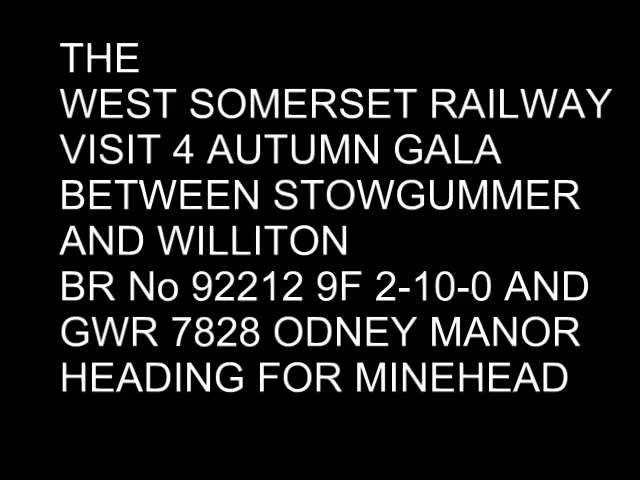 THE
WEST SOMERSET RAILWAY
VISIT 4 AUTUMN GALA
BETWEEN STOWGUMMER
AND WILLITON
BR No 92212 9F 2-10-0 AND
GWR 7828 ODNEY MANOR
HEADING FOR MINEHEAD